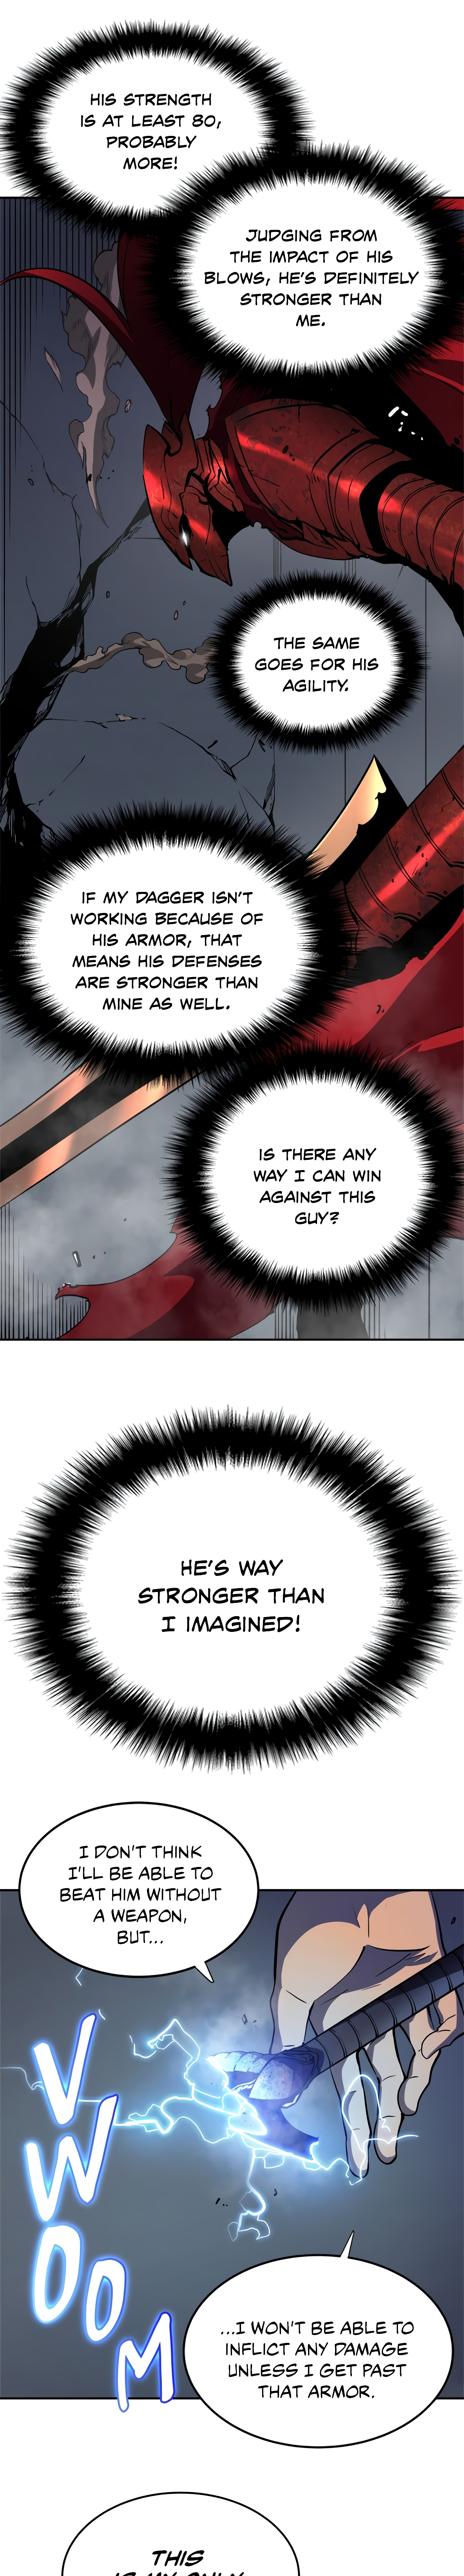 HIS STRENGTH
IS AT LEAST 80,
PROBABLY
MORE!
JUDGING FROM
THE IMPACT OF HIS
BLOWS, HE'S DEFINITELY
STRONGER THAN
ME.
THE SAME
GOES FOR HIS
AGILITY.
IF MY DAGGER ISN'T
WORKING BECAUSE OF
HIS ARMOR, THAT
MEANS HIS DEFENSES
ARE STRONGER THAN
MINE AS WELL.
IS THERE ANY
WAY I CAN WIN
AGAINST THIS
GUY?
HE'S WAY
STRONGER THAN
I IMAGINED!
I DON'T THINK
I'LL BE ABLE TO
BEAT HIM WITHOUT
A WEAPON,
BUT...
VWOOM
...I WON'T BE ABLE TO
INFLICT ANY DAMAGE
UNLESS I GET PAST
THAT ARMOR.
THIS
IS MY ONLY